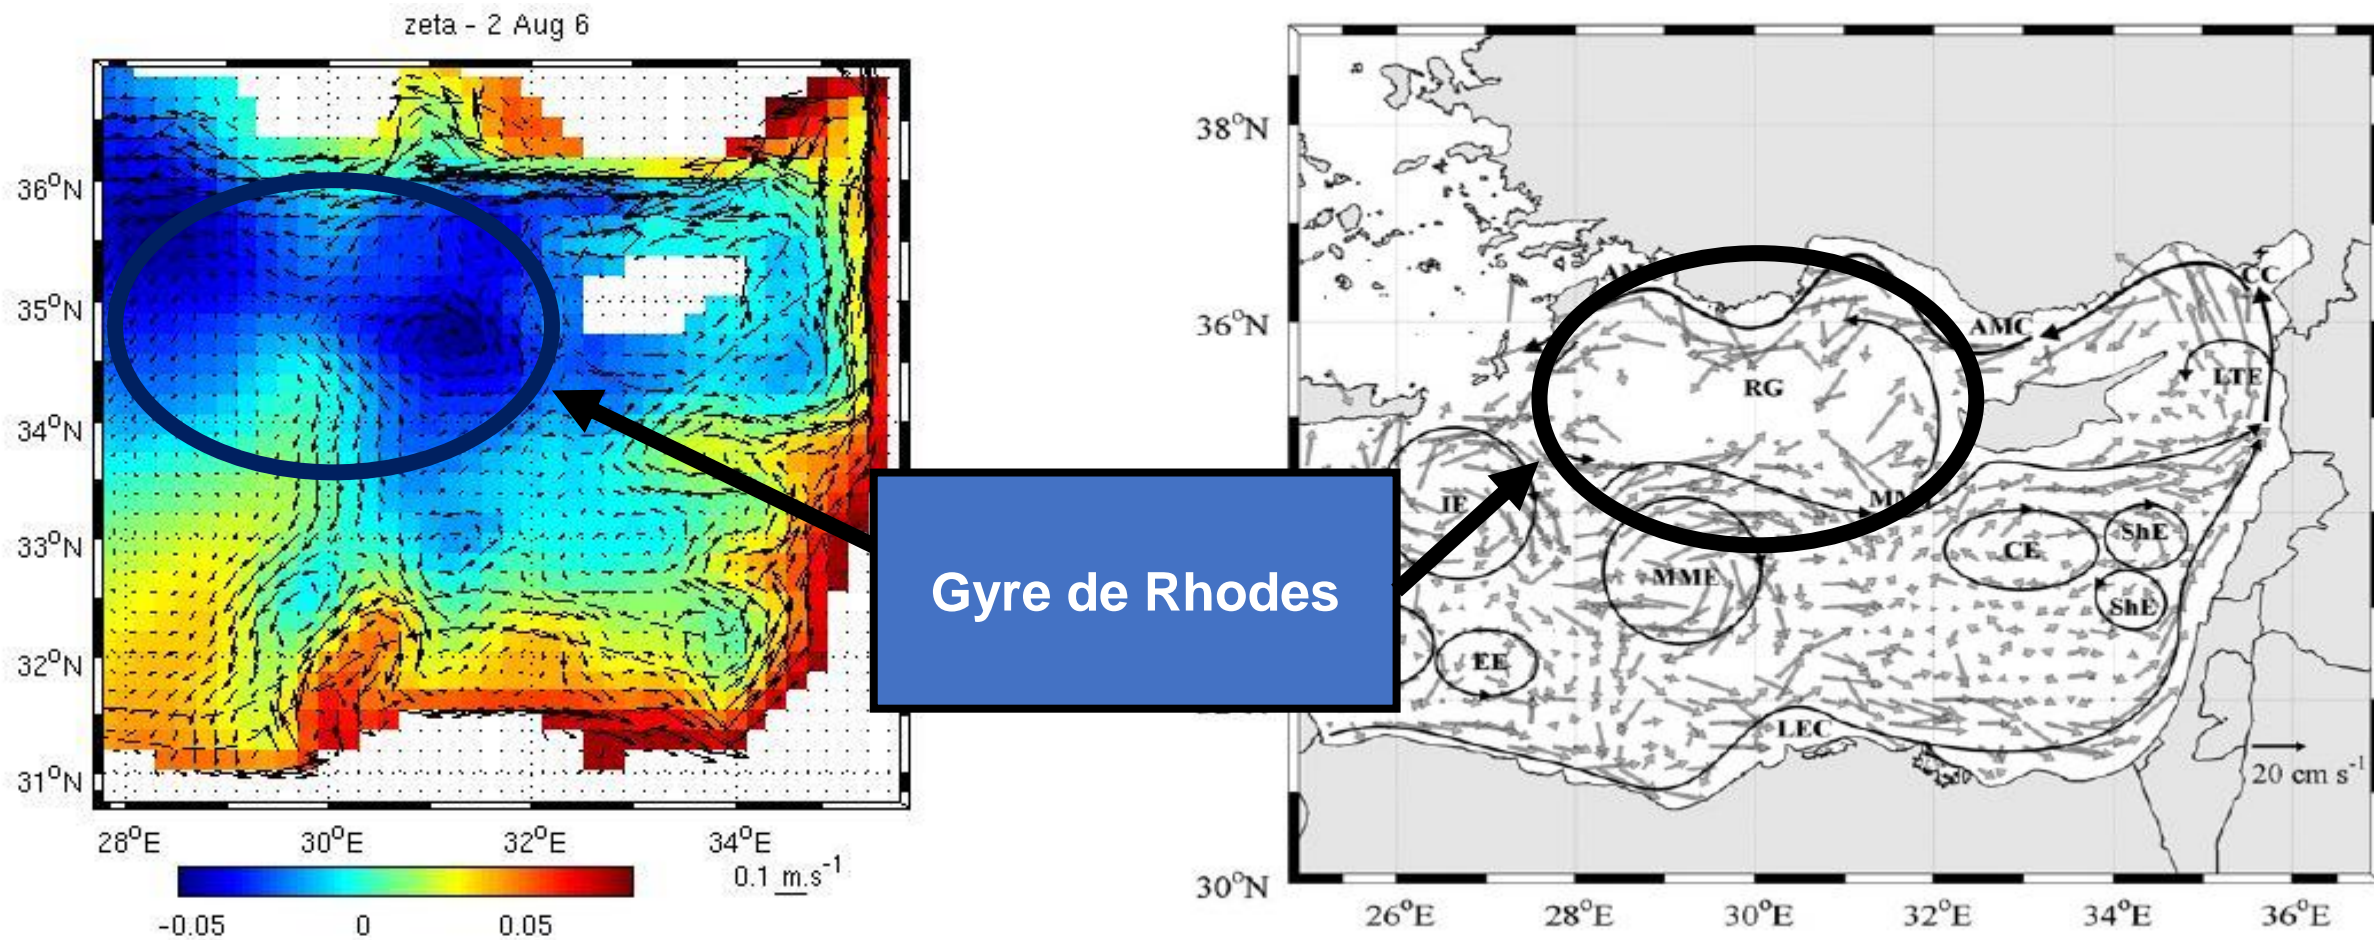 zeta - 2 Aug 6
36°N
35°N
34°N
33°N
32°N
31°N
28°E
30°E
32°E
34°E
0.1 m.s⁻¹
-0.05
0
0.05
Gyre de Rhodes
38°N
36°N
30°N
26°E
28°E
30°E
32°E
34°E
36°E
CC
AMC
RG
LTE
IE
CE
ShE
MME
ShE
EE
LEC
20 cm s⁻¹